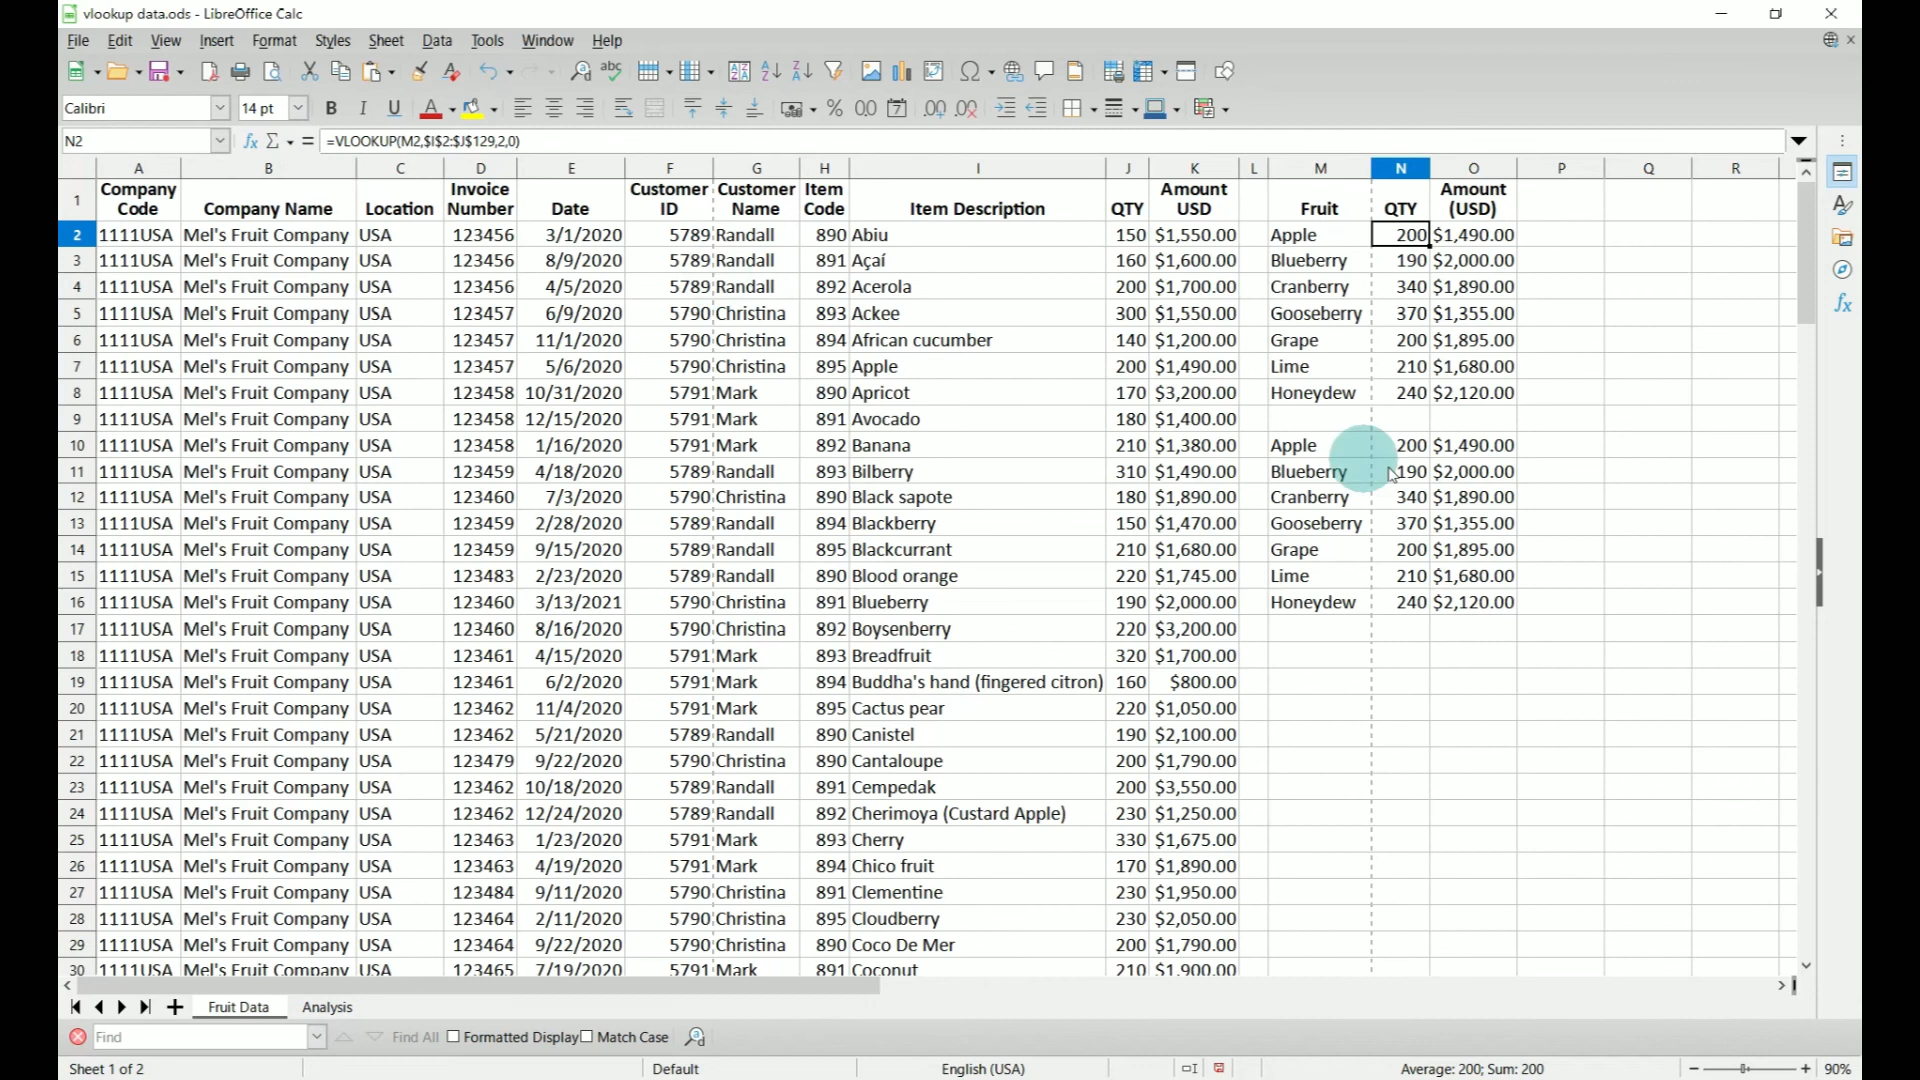 vlookup data.ods - LibreOffice Calc
File Edit View Insert Format Styles Sheet Data Tools Window Help
Calibri 14 pt
N2 =VLOOKUP(M2,$I$2:$J$129,2,0)
A B C D E F G H I J K L M N O P Q R
1 Company Code Company Name Location Invoice Number Date Customer ID Customer Name Item Code Item Description QTY Amount USD Fruit QTY Amount (USD)
2 1111USA Mel's Fruit Company USA 123456 3/1/2020 5789 Randall 890 Abiu 150 $1,550.00 Apple 200 $1,490.00
3 1111USA Mel's Fruit Company USA 123456 8/9/2020 5789 Randall 891 Açaí 160 $1,600.00 Blueberry 190 $2,000.00
4 1111USA Mel's Fruit Company USA 123456 4/5/2020 5789 Randall 892 Acerola 200 $1,700.00 Cranberry 340 $1,890.00
5 1111USA Mel's Fruit Company USA 123457 6/9/2020 5790 Christina 893 Ackee 300 $1,550.00 Gooseberry 370 $1,355.00
6 1111USA Mel's Fruit Company USA 123457 11/1/2020 5790 Christina 894 African cucumber 140 $1,200.00 Grape 200 $1,895.00
7 1111USA Mel's Fruit Company USA 123457 5/6/2020 5790 Christina 895 Apple 200 $1,490.00 Lime 210 $1,680.00
8 1111USA Mel's Fruit Company USA 123458 10/31/2020 5791 Mark 890 Apricot 170 $3,200.00 Honeydew 240 $2,120.00
9 1111USA Mel's Fruit Company USA 123458 12/15/2020 5791 Mark 891 Avocado 180 $1,400.00
10 1111USA Mel's Fruit Company USA 123458 1/16/2020 5791 Mark 892 Banana 210 $1,380.00 Apple 200 $1,490.00
11 1111USA Mel's Fruit Company USA 123459 4/18/2020 5789 Randall 893 Bilberry 310 $1,490.00 Blueberry 190 $2,000.00
12 1111USA Mel's Fruit Company USA 123460 7/3/2020 5790 Christina 890 Black sapote 180 $1,890.00 Cranberry 340 $1,890.00
13 1111USA Mel's Fruit Company USA 123459 2/28/2020 5789 Randall 894 Blackberry 150 $1,470.00 Gooseberry 370 $1,355.00
14 1111USA Mel's Fruit Company USA 123459 9/15/2020 5789 Randall 895 Blackcurrant 210 $1,680.00 Grape 200 $1,895.00
15 1111USA Mel's Fruit Company USA 123483 2/23/2020 5789 Randall 890 Blood orange 220 $1,745.00 Lime 210 $1,680.00
16 1111USA Mel's Fruit Company USA 123460 3/13/2021 5790 Christina 891 Blueberry 190 $2,000.00 Honeydew 240 $2,120.00
17 1111USA Mel's Fruit Company USA 123460 8/16/2020 5790 Christina 892 Boysenberry 220 $3,200.00
18 1111USA Mel's Fruit Company USA 123461 4/15/2020 5791 Mark 893 Breadfruit 320 $1,700.00
19 1111USA Mel's Fruit Company USA 123461 6/2/2020 5791 Mark 894 Buddha's hand (fingered citron) 160 $800.00
20 1111USA Mel's Fruit Company USA 123462 11/4/2020 5791 Mark 895 Cactus pear 220 $1,050.00
21 1111USA Mel's Fruit Company USA 123462 5/21/2020 5789 Randall 890 Canistel 190 $2,100.00
22 1111USA Mel's Fruit Company USA 123479 9/22/2020 5790 Christina 890 Cantaloupe 200 $1,790.00
23 1111USA Mel's Fruit Company USA 123462 10/18/2020 5789 Randall 891 Cempedak 200 $3,550.00
24 1111USA Mel's Fruit Company USA 123462 12/24/2020 5789 Randall 892 Cherimoya (Custard Apple) 230 $1,250.00
25 1111USA Mel's Fruit Company USA 123463 1/23/2020 5791 Mark 893 Cherry 330 $1,675.00
26 1111USA Mel's Fruit Company USA 123463 4/19/2020 5791 Mark 894 Chico fruit 170 $1,890.00
27 1111USA Mel's Fruit Company USA 123484 9/11/2020 5790 Christina 891 Clementine 230 $1,950.00
28 1111USA Mel's Fruit Company USA 123464 2/11/2020 5790 Christina 895 Cloudberry 230 $2,050.00
29 1111USA Mel's Fruit Company USA 123464 9/22/2020 5790 Christina 890 Coco De Mer 200 $1,790.00
30 1111USA Mel's Fruit Company USA 123465 7/19/2020 5791 Mark 891 Coconut 210 $1,900.00
Fruit Data Analysis
Find Find All Formatted Display Match Case
Sheet 1 of 2 Default English (USA) Average: 200; Sum: 200 90%